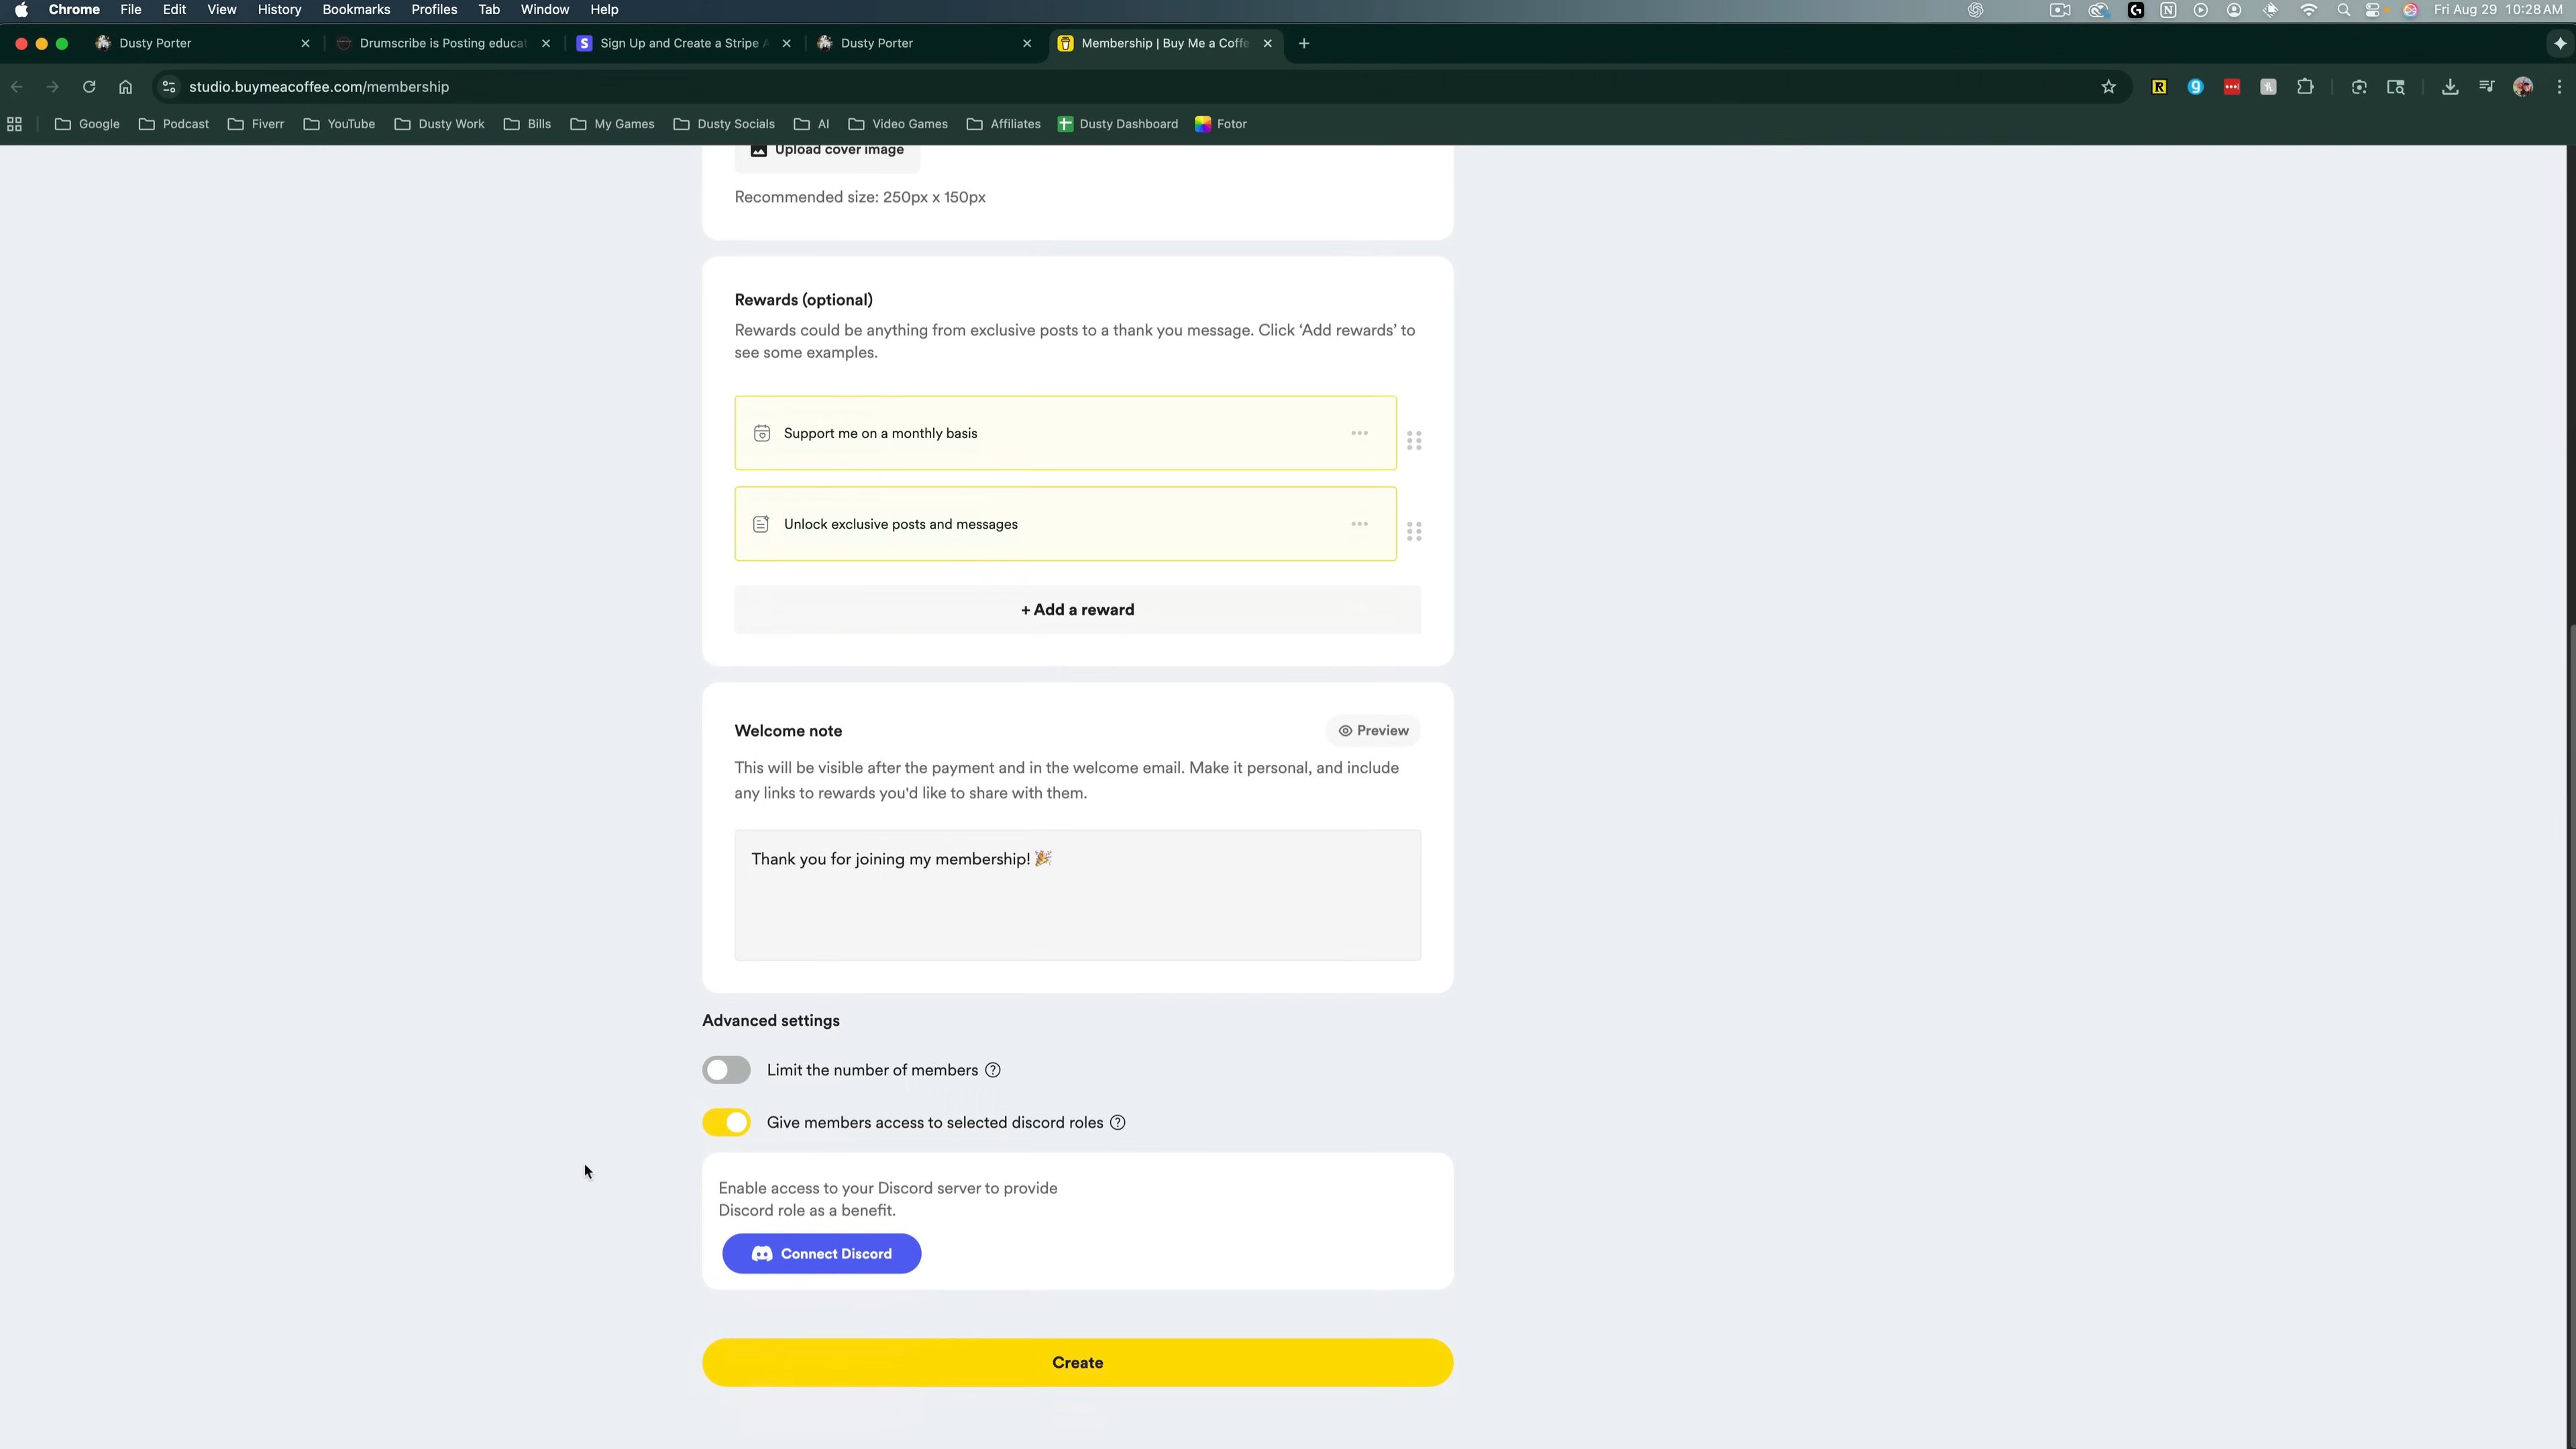 Chrome File Edit View History Bookmarks Profiles Tab Window Help Fri Aug 29 10:28 AM
Dusty Porter Drumscribe is Posting educat Sign Up and Create a Stripe A Dusty Porter Membership | Buy Me a Coffe
studio.buymeacoffee.com/membership
Google Podcast Fiverr YouTube Dusty Work Bills My Games Dusty Socials AI Video Games Affiliates Dusty Dashboard Fotor
Upload cover image
Recommended size: 250px x 150px
Rewards (optional)
Rewards could be anything from exclusive posts to a thank you message. Click ‘Add rewards’ to
see some examples.
Support me on a monthly basis
Unlock exclusive posts and messages
+ Add a reward
Welcome note
Preview
This will be visible after the payment and in the welcome email. Make it personal, and include
any links to rewards you'd like to share with them.
Thank you for joining my membership! 🎉
Advanced settings
Limit the number of members
Give members access to selected discord roles
Enable access to your Discord server to provide
Discord role as a benefit.
Connect Discord
Create